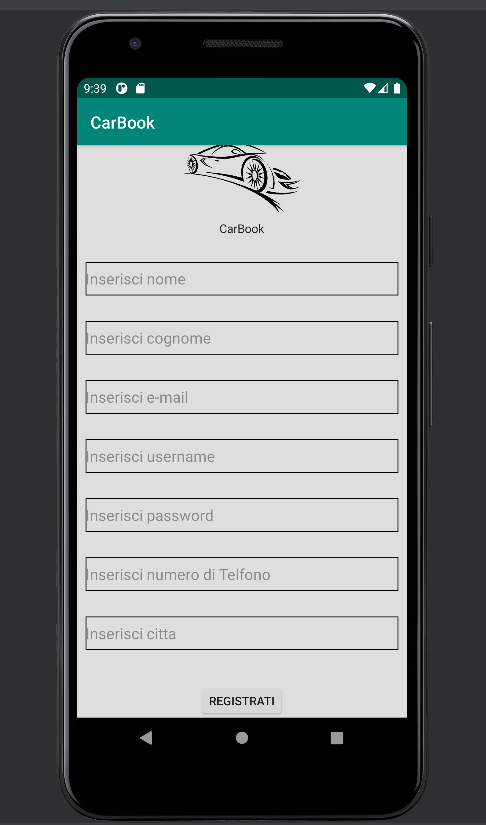 9:39
CarBook
CarBook
Inserisci nome
Inserisci cognome
Inserisci e-mail
Inserisci username
Inserisci password
Inserisci numero di Telfono
Inserisci citta
REGISTRATI